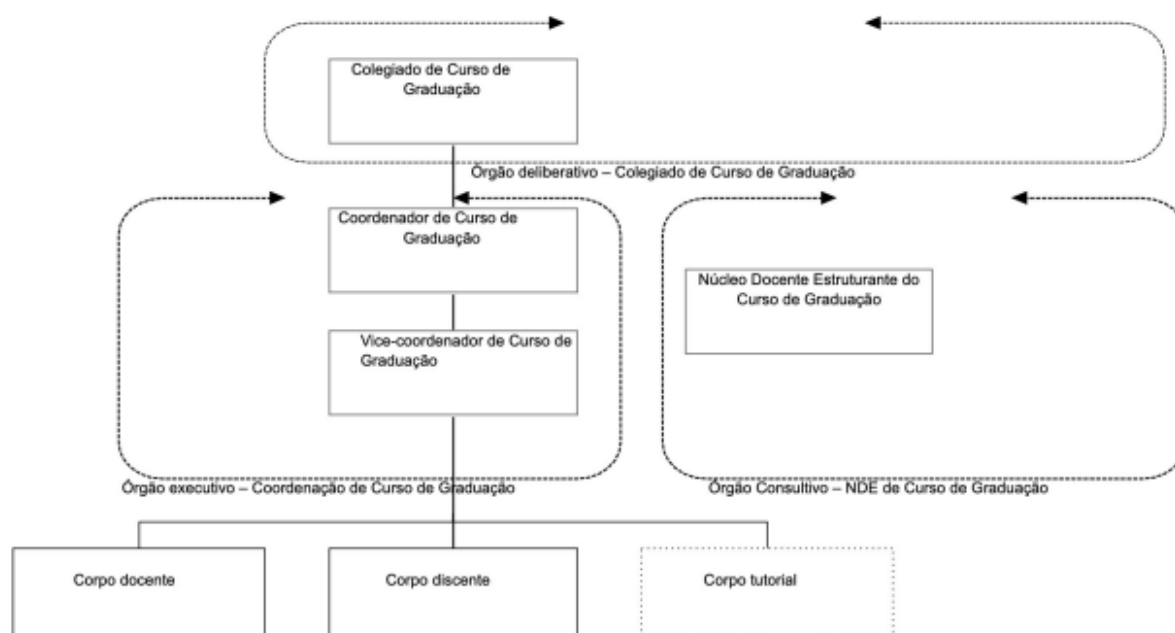 Colegiado de Curso de
Graduação
Órgão deliberativo – Colegiado de Curso de Graduação
Coordenador de Curso de
Graduação
Núcleo Docente Estruturante do
Curso de Graduação
Vice-coordenador de Curso de
Graduação
Órgão executivo – Coordenação de Curso de Graduação
Órgão Consultivo – NDE de Curso de Graduação
Corpo docente
Corpo discente
Corpo tutorial